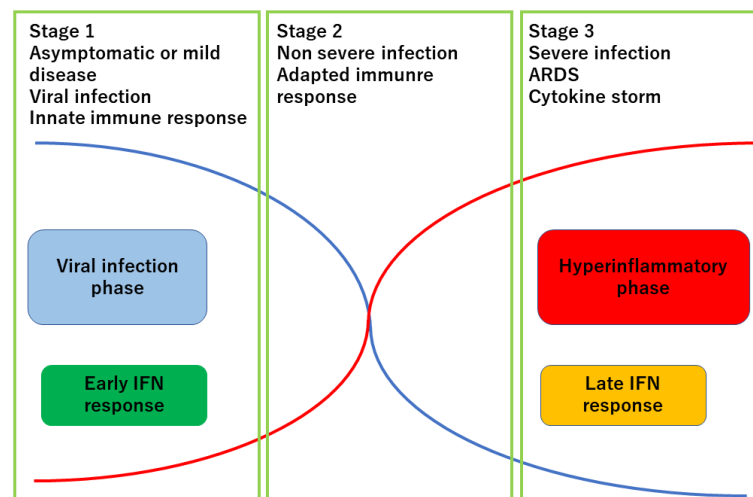 Stage 1
Asymptomatic or mild
disease
Viral infection
Innate immune response
Stage 2
Non severe infection
Adapted immunre
response
Stage 3
Severe infection
ARDS
Cytokine storm
Viral infection
phase
Hyperinflammatory
phase
Early IFN
response
Late IFN
response